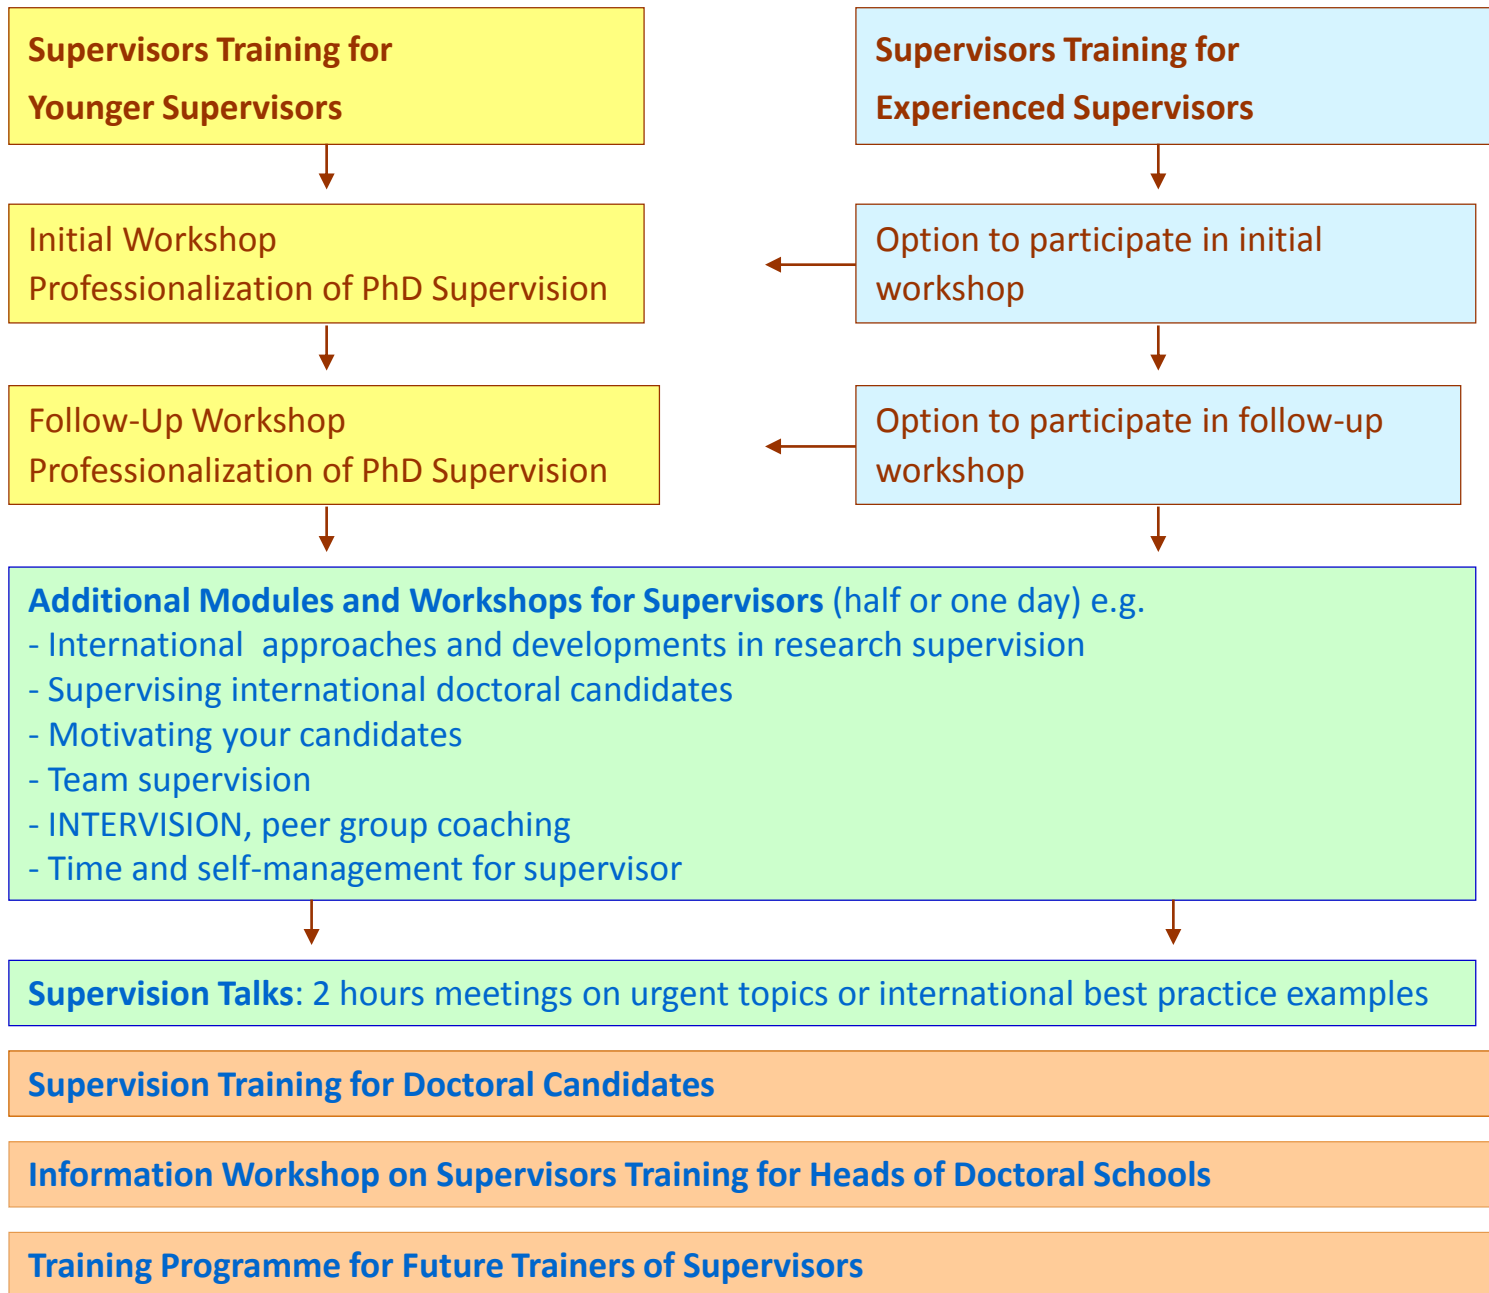 Supervisors Training for
Younger Supervisors
Supervisors Training for
Experienced Supervisors
Initial Workshop
Professionalization of PhD Supervision
Option to participate in initial
workshop
Follow-Up Workshop
Professionalization of PhD Supervision
Option to participate in follow-up
workshop
Additional Modules and Workshops for Supervisors (half or one day) e.g.
- International  approaches and developments in research supervision
- Supervising international doctoral candidates
- Motivating your candidates
- Team supervision
- INTERVISION, peer group coaching
- Time and self-management for supervisor
Supervision Talks: 2 hours meetings on urgent topics or international best practice examples
Supervision Training for Doctoral Candidates
Information Workshop on Supervisors Training for Heads of Doctoral Schools
Training Programme for Future Trainers of Supervisors